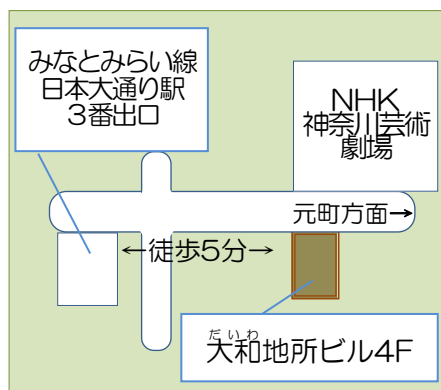 みなとみらい線
日本大通り駅
３番出口
NHK
神奈川芸術
劇場
元町方面→
←徒歩5分→
だいわ
大和地所ビル4F